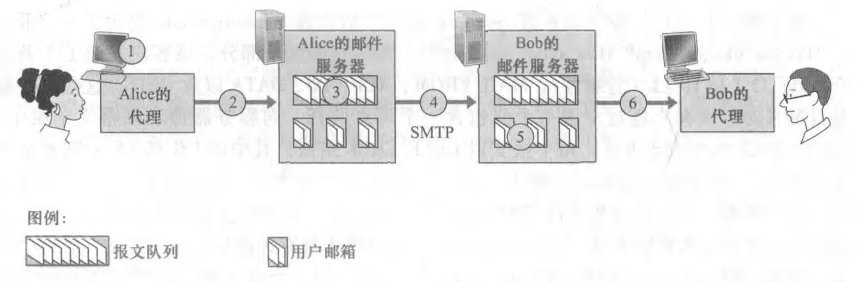 Alice的邮件
服务器
Bob的
邮件服务器
①
Alice的
代理
②
③
④
SMTP
⑤
⑥
Bob的
代理
图例：
报文队列
用户邮箱